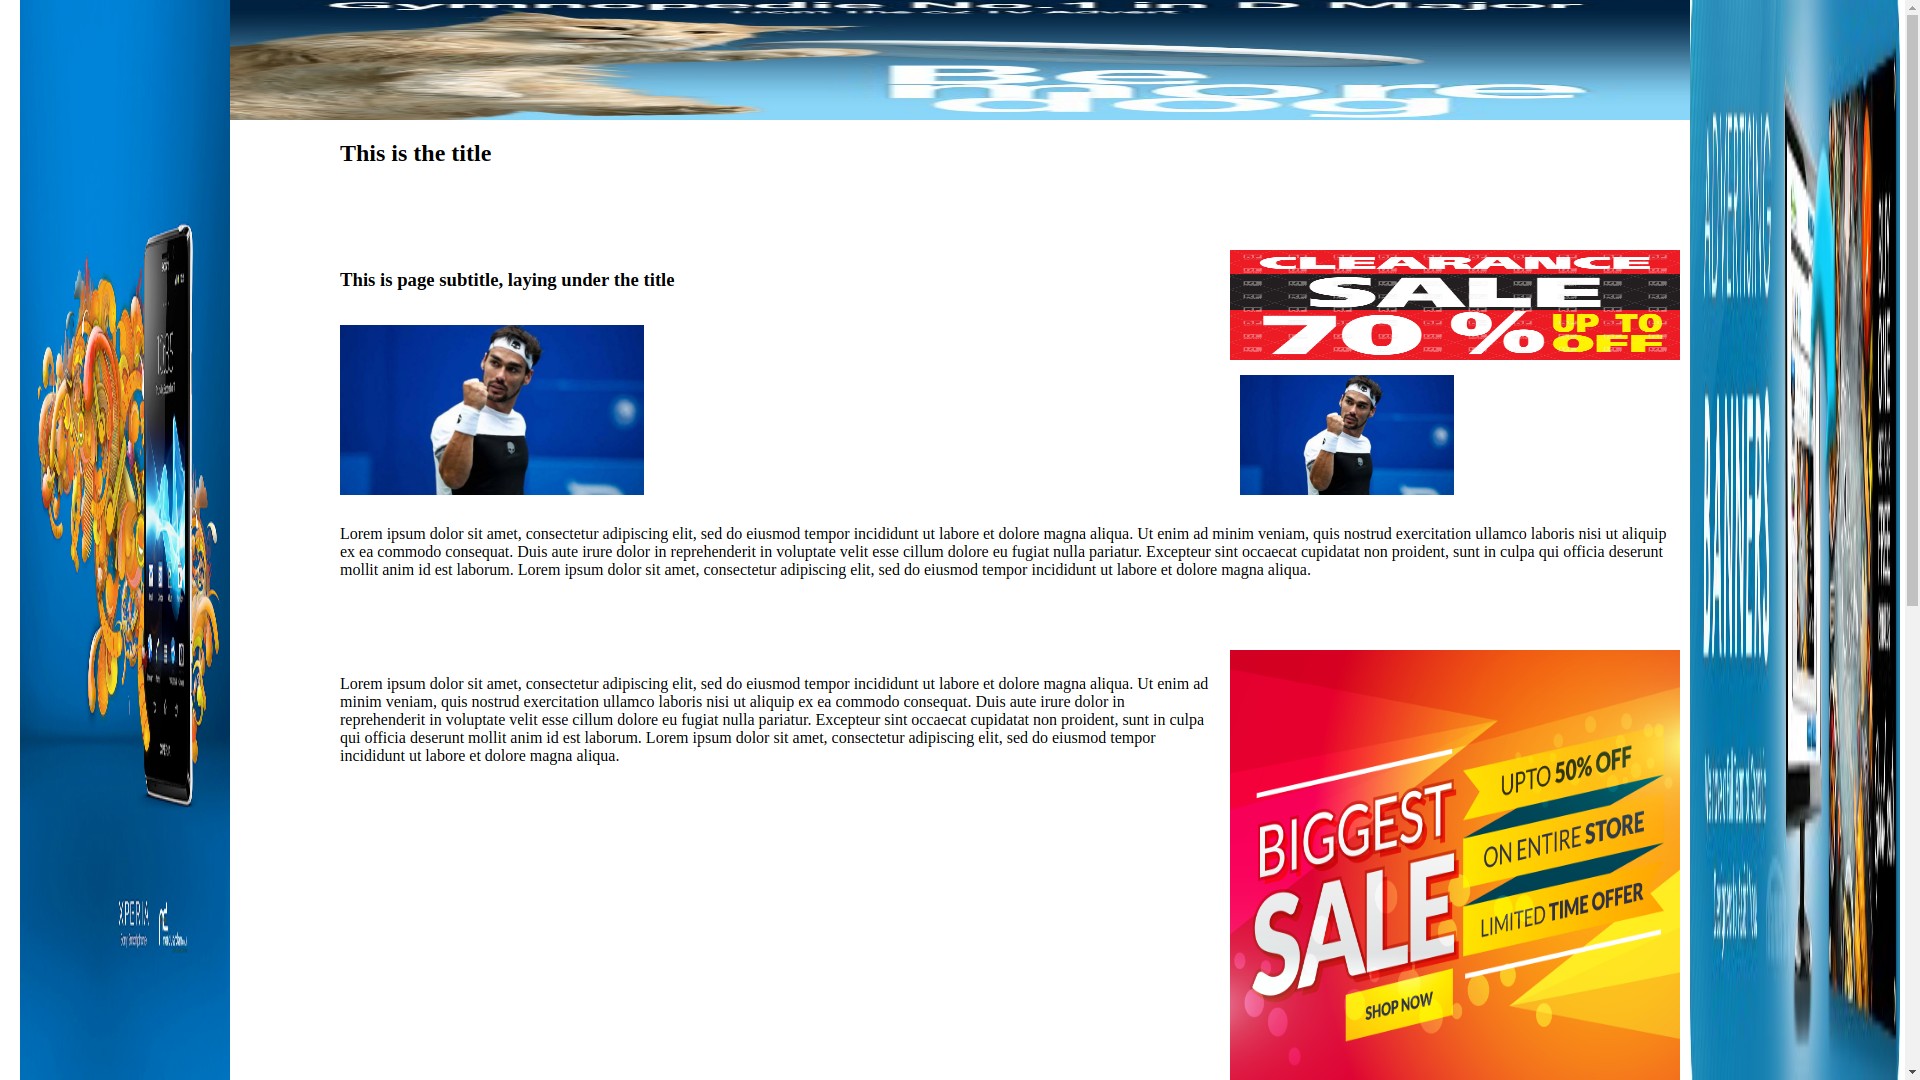 Gymnopedie No.1 in D Major
From the O2 TV Advert
Be
more
dog
This is the title
This is page subtitle, laying under the title
CLEARANCE
SALE
70% UP TO
OFF
Lorem ipsum dolor sit amet, consectetur adipiscing elit, sed do eiusmod tempor incididunt ut labore et dolore magna aliqua. Ut enim ad minim veniam, quis nostrud exercitation ullamco laboris nisi ut aliquip
ex ea commodo consequat. Duis aute irure dolor in reprehenderit in voluptate velit esse cillum dolore eu fugiat nulla pariatur. Excepteur sint occaecat cupidatat non proident, sunt in culpa qui officia deserunt
mollit anim id est laborum. Lorem ipsum dolor sit amet, consectetur adipiscing elit, sed do eiusmod tempor incididunt ut labore et dolore magna aliqua.
Lorem ipsum dolor sit amet, consectetur adipiscing elit, sed do eiusmod tempor incididunt ut labore et dolore magna aliqua. Ut enim ad
minim veniam, quis nostrud exercitation ullamco laboris nisi ut aliquip ex ea commodo consequat. Duis aute irure dolor in
reprehenderit in voluptate velit esse cillum dolore eu fugiat nulla pariatur. Excepteur sint occaecat cupidatat non proident, sunt in culpa
qui officia deserunt mollit anim id est laborum. Lorem ipsum dolor sit amet, consectetur adipiscing elit, sed do eiusmod tempor
incididunt ut labore et dolore magna aliqua.
BIGGEST
SALE
SHOP NOW
UPTO 50% OFF
ON ENTIRE STORE
LIMITED TIME OFFER
XPERIA
Sony Smartphone
ADVERTISING
BANNERS